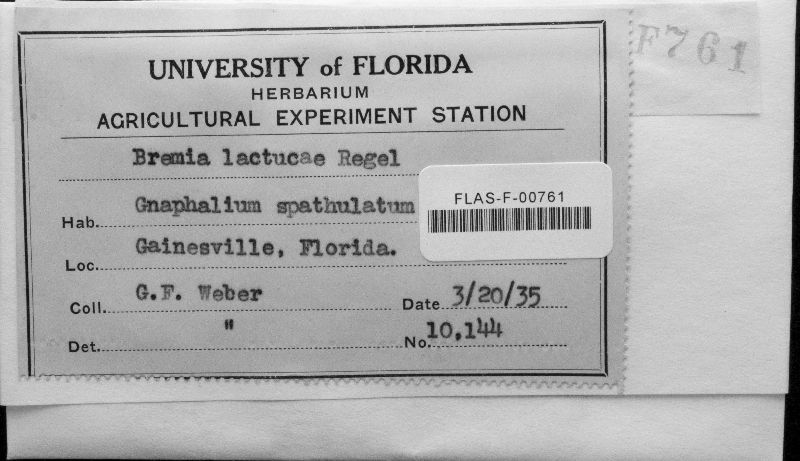 F761
UNIVERSITY of FLORIDA
HERBARIUM
AGRICULTURAL EXPERIMENT STATION
Bremia lactucae Regel
Hab. Gnaphalium spathulatum
FLAS-F-00761
Loc. Gainesville, Florida.
Coll. G.F. Weber Date 3/20/35
Det. " No. 10,144